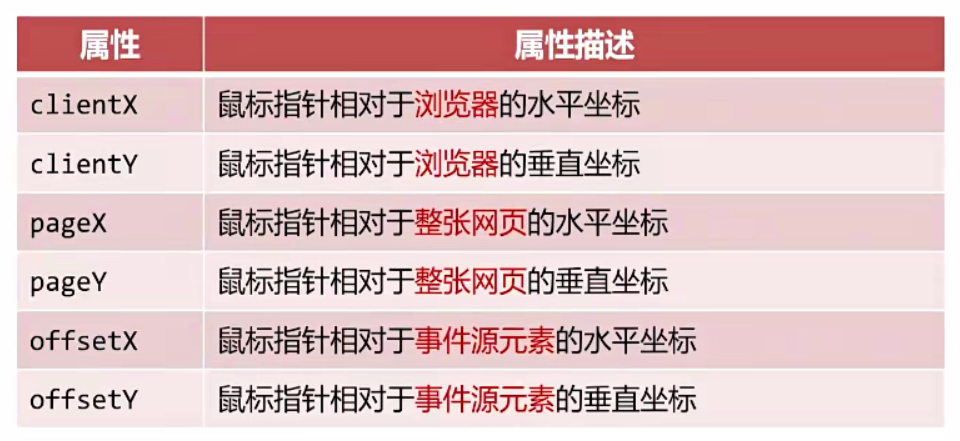 属性 属性描述
clientX 鼠标指针相对于浏览器的水平坐标
clientY 鼠标指针相对于浏览器的垂直坐标
pageX 鼠标指针相对于整张网页的水平坐标
pageY 鼠标指针相对于整张网页的垂直坐标
offsetX 鼠标指针相对于事件源元素的水平坐标
offsetY 鼠标指针相对于事件源元素的垂直坐标